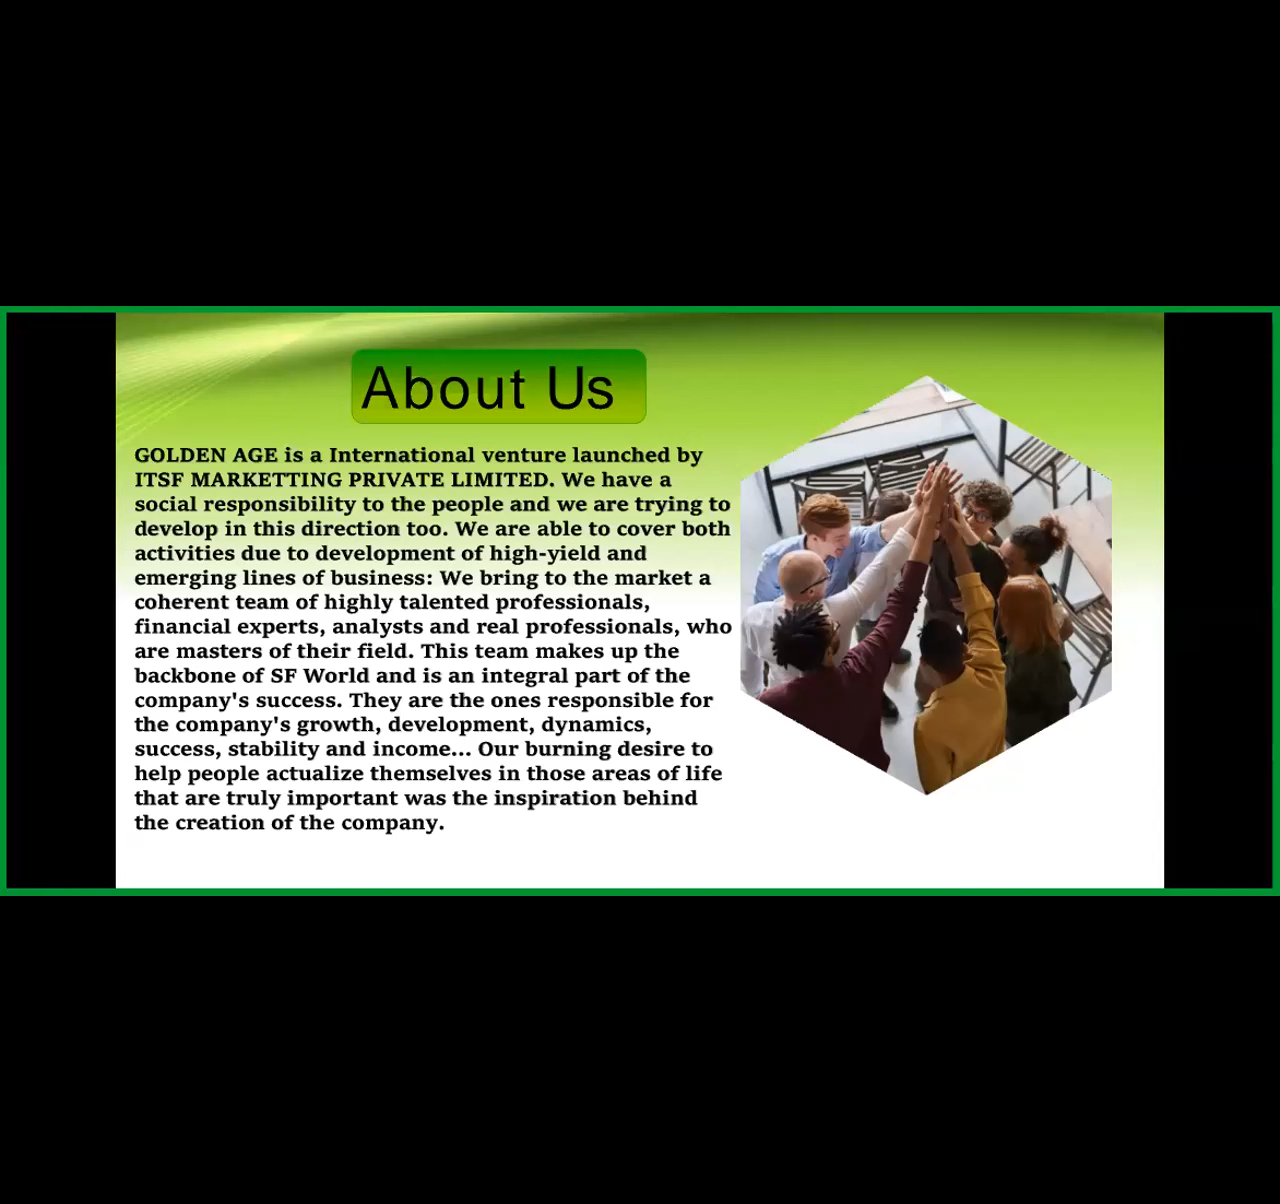 About Us
GOLDEN AGE is a International venture launched by
ITSF MARKETTING PRIVATE LIMITED. We have a
social responsibility to the people and we are trying to
develop in this direction too. We are able to cover both
activities due to development of high-yield and
emerging lines of business: We bring to the market a
coherent team of highly talented professionals,
financial experts, analysts and real professionals, who
are masters of their field. This team makes up the
backbone of SF World and is an integral part of the
company's success. They are the ones responsible for
the company's growth, development, dynamics,
success, stability and income... Our burning desire to
help people actualize themselves in those areas of life
that are truly important was the inspiration behind
the creation of the company.